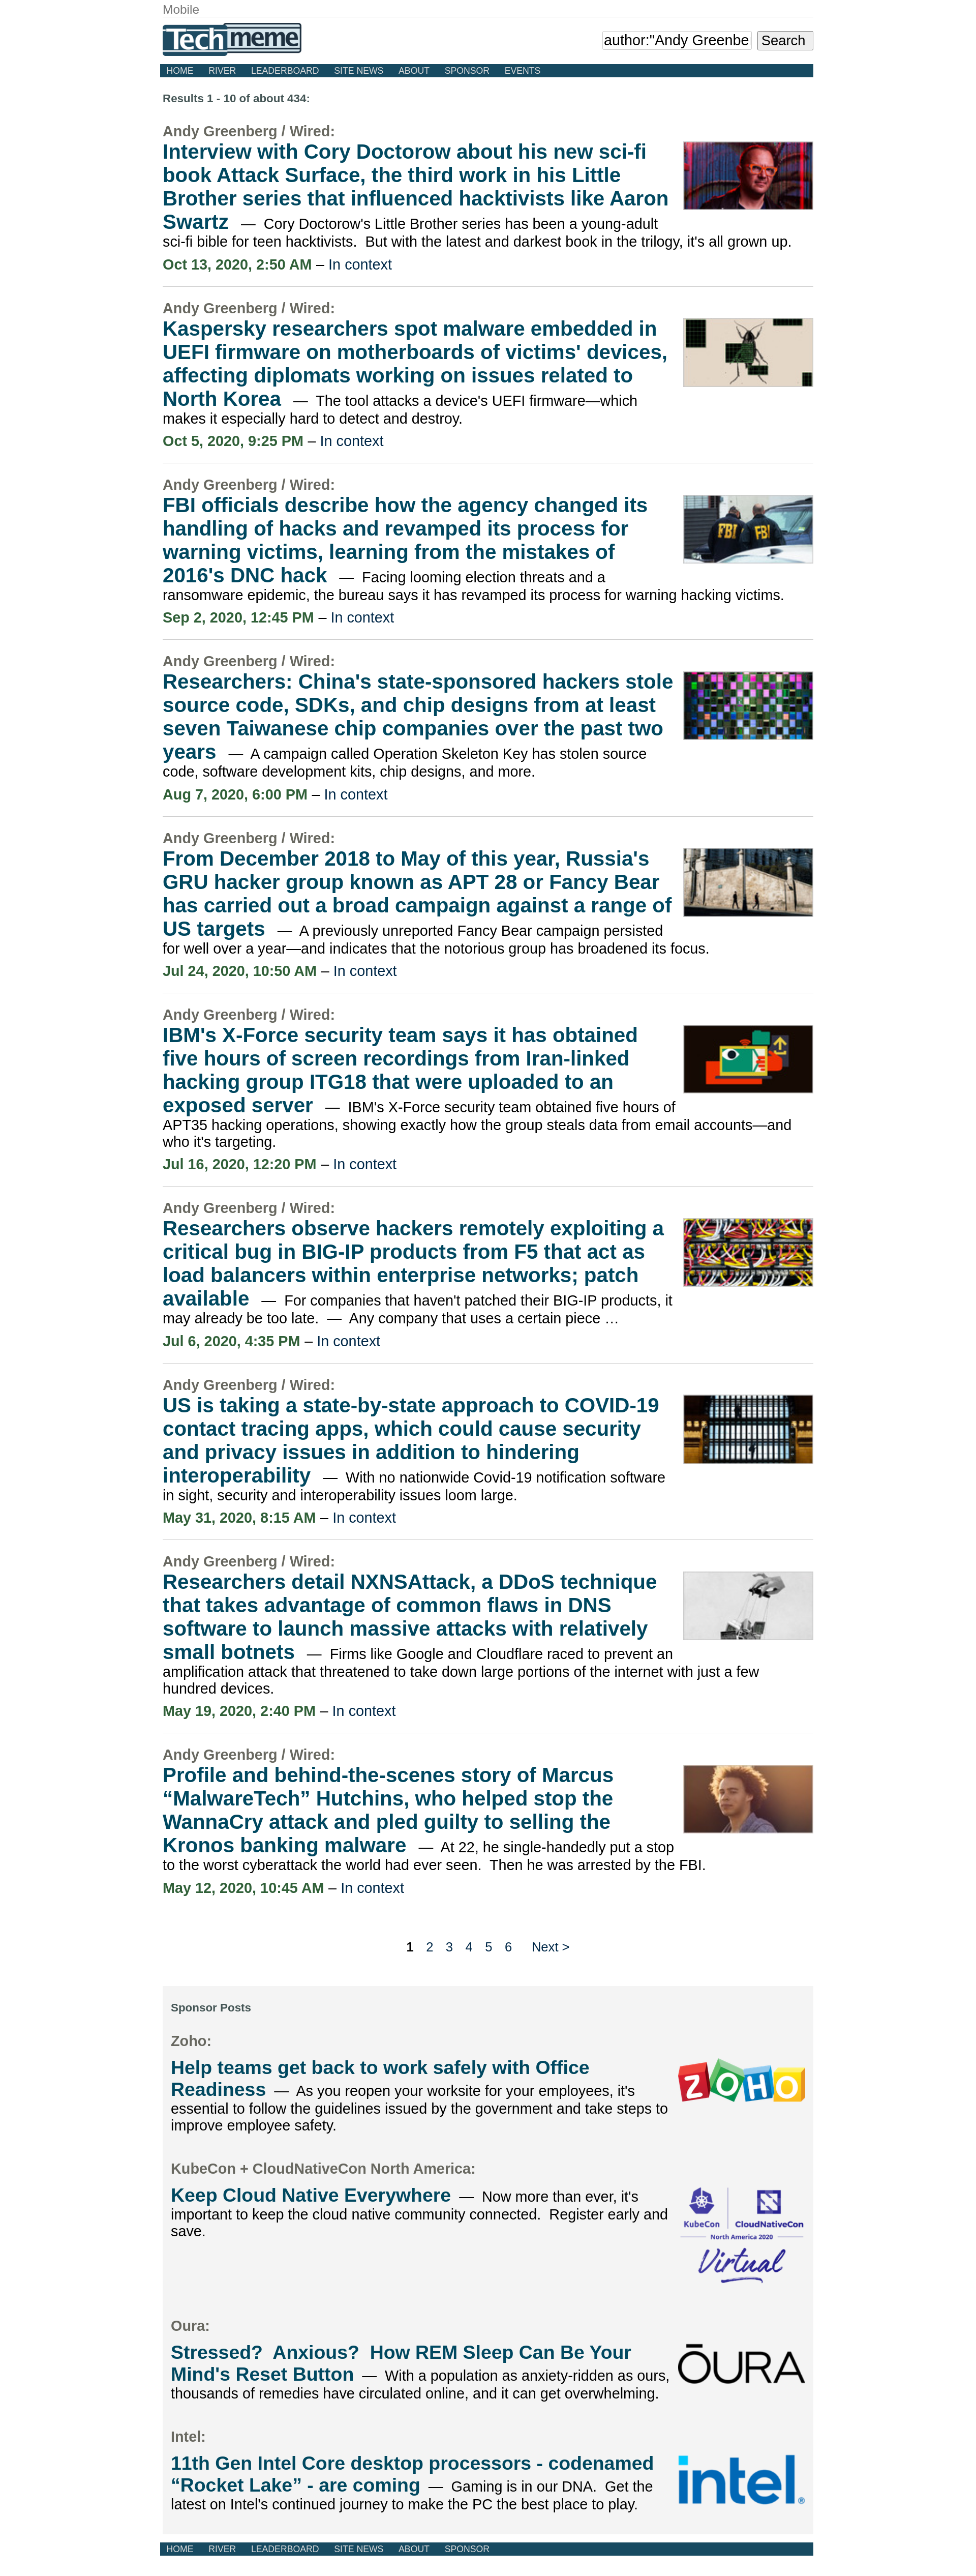 Mobile
Techmeme
author:"Andy Greenbe
Search
HOME RIVER LEADERBOARD SITE NEWS ABOUT SPONSOR EVENTS
Results 1 - 10 of about 434:
Andy Greenberg / Wired:
Interview with Cory Doctorow about his new sci-fi
book Attack Surface, the third work in his Little
Brother series that influenced hacktivists like Aaron
Swartz — Cory Doctorow's Little Brother series has been a young-adult
sci-fi bible for teen hacktivists. But with the latest and darkest book in the trilogy, it's all grown up.
Oct 13, 2020, 2:50 AM – In context
Andy Greenberg / Wired:
Kaspersky researchers spot malware embedded in
UEFI firmware on motherboards of victims' devices,
affecting diplomats working on issues related to
North Korea — The tool attacks a device's UEFI firmware—which
makes it especially hard to detect and destroy.
Oct 5, 2020, 9:25 PM – In context
Andy Greenberg / Wired:
FBI officials describe how the agency changed its
handling of hacks and revamped its process for
warning victims, learning from the mistakes of
2016's DNC hack — Facing looming election threats and a
ransomware epidemic, the bureau says it has revamped its process for warning hacking victims.
FBI FBI
Sep 2, 2020, 12:45 PM – In context
Andy Greenberg / Wired:
Researchers: China's state-sponsored hackers stole
source code, SDKs, and chip designs from at least
seven Taiwanese chip companies over the past two
years — A campaign called Operation Skeleton Key has stolen source
code, software development kits, chip designs, and more.
Aug 7, 2020, 6:00 PM – In context
Andy Greenberg / Wired:
From December 2018 to May of this year, Russia's
GRU hacker group known as APT 28 or Fancy Bear
has carried out a broad campaign against a range of
US targets — A previously unreported Fancy Bear campaign persisted
for well over a year—and indicates that the notorious group has broadened its focus.
Jul 24, 2020, 10:50 AM – In context
Andy Greenberg / Wired:
IBM's X-Force security team says it has obtained
five hours of screen recordings from Iran-linked
hacking group ITG18 that were uploaded to an
exposed server — IBM's X-Force security team obtained five hours of
APT35 hacking operations, showing exactly how the group steals data from email accounts—and
who it's targeting.
Jul 16, 2020, 12:20 PM – In context
Andy Greenberg / Wired:
Researchers observe hackers remotely exploiting a
critical bug in BIG-IP products from F5 that act as
load balancers within enterprise networks; patch
available — For companies that haven't patched their BIG-IP products, it
may already be too late. — Any company that uses a certain piece …
Jul 6, 2020, 4:35 PM – In context
Andy Greenberg / Wired:
US is taking a state-by-state approach to COVID-19
contact tracing apps, which could cause security
and privacy issues in addition to hindering
interoperability — With no nationwide Covid-19 notification software
in sight, security and interoperability issues loom large.
May 31, 2020, 8:15 AM – In context
Andy Greenberg / Wired:
Researchers detail NXNSAttack, a DDoS technique
that takes advantage of common flaws in DNS
software to launch massive attacks with relatively
small botnets — Firms like Google and Cloudflare raced to prevent an
amplification attack that threatened to take down large portions of the internet with just a few
hundred devices.
May 19, 2020, 2:40 PM – In context
Andy Greenberg / Wired:
Profile and behind-the-scenes story of Marcus
“MalwareTech” Hutchins, who helped stop the
WannaCry attack and pled guilty to selling the
Kronos banking malware — At 22, he single-handedly put a stop
to the worst cyberattack the world had ever seen. Then he was arrested by the FBI.
May 12, 2020, 10:45 AM – In context
1 2 3 4 5 6 Next >
Sponsor Posts
Zoho:
Help teams get back to work safely with Office
Readiness — As you reopen your worksite for your employees, it's
essential to follow the guidelines issued by the government and take steps to
improve employee safety.
ZOHO
KubeCon + CloudNativeCon North America:
Keep Cloud Native Everywhere — Now more than ever, it's
important to keep the cloud native community connected. Register early and
save.
KubeCon CloudNativeCon
North America 2020
Virtual
Oura:
Stressed? Anxious? How REM Sleep Can Be Your
Mind's Reset Button — With a population as anxiety-ridden as ours,
thousands of remedies have circulated online, and it can get overwhelming.
ŌURA
Intel:
11th Gen Intel Core desktop processors - codenamed
“Rocket Lake” - are coming — Gaming is in our DNA. Get the
latest on Intel's continued journey to make the PC the best place to play.
intel®
HOME RIVER LEADERBOARD SITE NEWS ABOUT SPONSOR